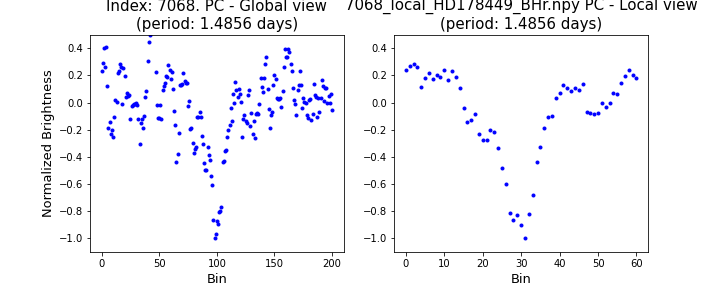 Index: 7068. PC - Global view
(period: 1.4856 days)
7068_local_HD178449_BHr.npy PC - Local view
(period: 1.4856 days)
Normalized Brightness
0.4
0.2
0.0
−0.2
−0.4
−0.6
−0.8
−1.0
0 50 100 150 200
Bin
0.4
0.2
0.0
−0.2
−0.4
−0.6
−0.8
−1.0
0 10 20 30 40 50 60
Bin